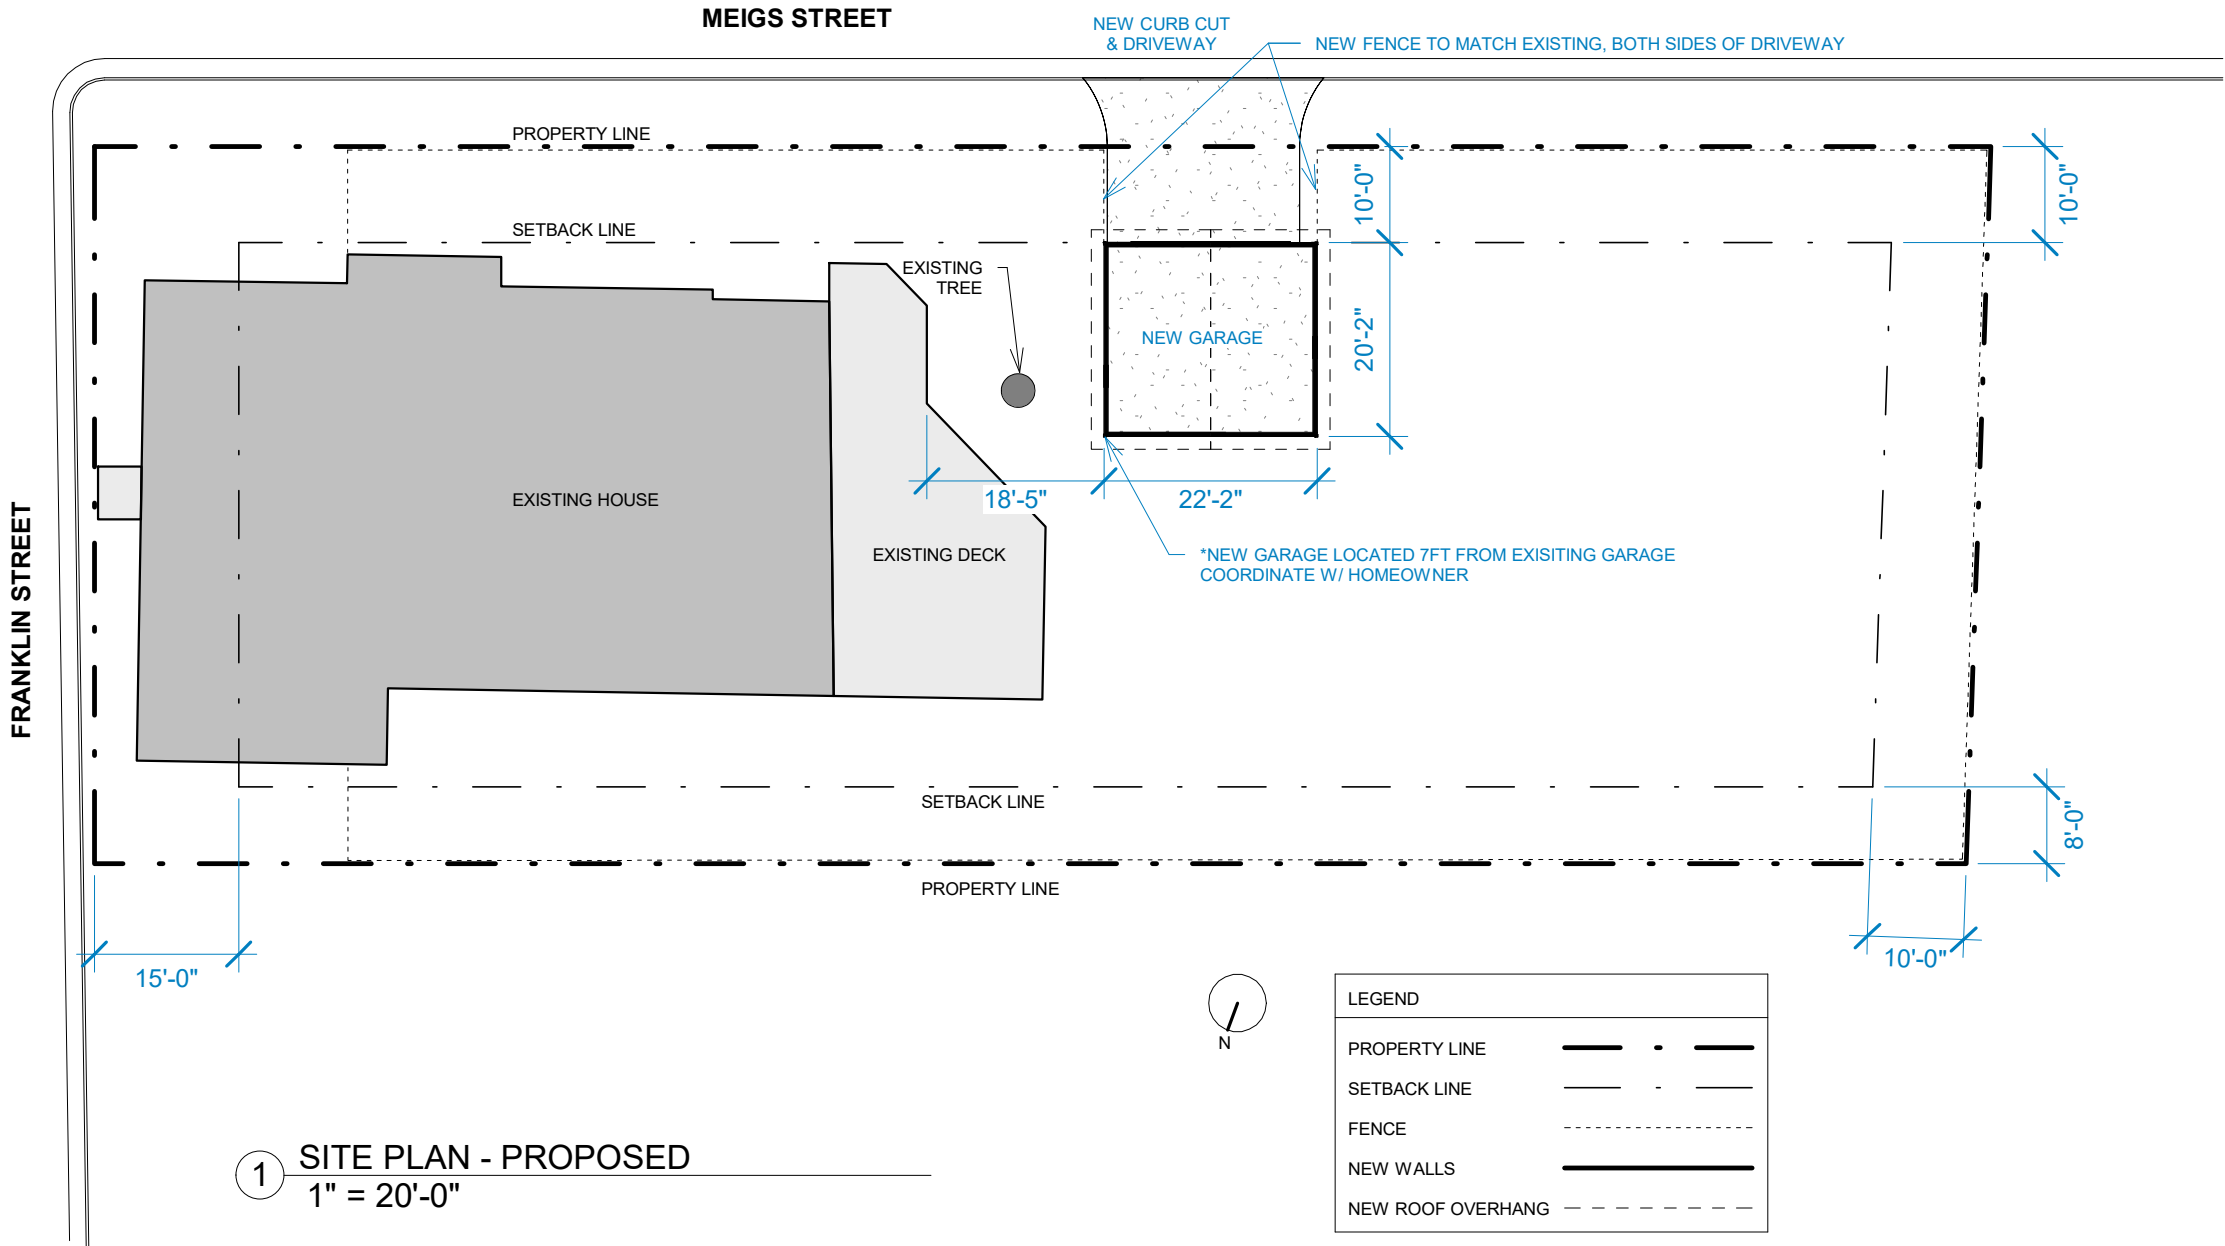 MEIGS STREET
NEW CURB CUT
& DRIVEWAY
NEW FENCE TO MATCH EXISTING, BOTH SIDES OF DRIVEWAY
PROPERTY LINE
10'-0"
10'-0"
SETBACK LINE
EXISTING
TREE
NEW GARAGE
20'-2"
18'-5"
22'-2"
EXISTING HOUSE
EXISTING DECK
*NEW GARAGE LOCATED 7FT FROM EXISITING GARAGE
COORDINATE W/ HOMEOWNER
FRANKLIN STREET
SETBACK LINE
8'-0"
PROPERTY LINE
15'-0"
10'-0"
N
LEGEND
PROPERTY LINE
SETBACK LINE
FENCE
NEW WALLS
NEW ROOF OVERHANG
1
SITE PLAN - PROPOSED
1" = 20'-0"